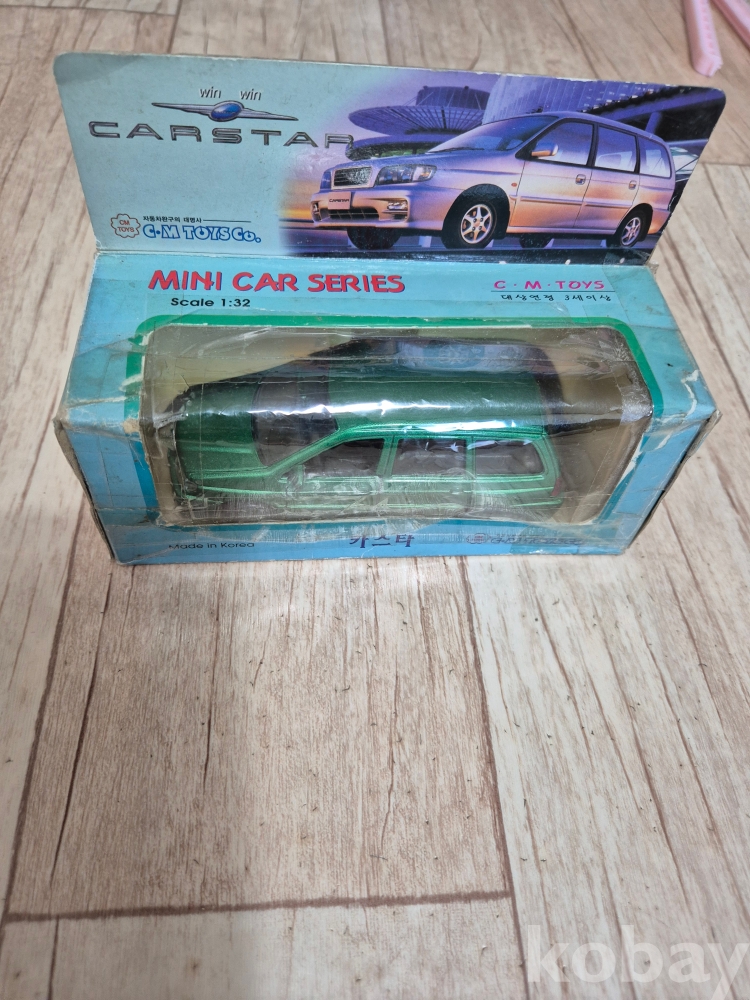 win win
CARSTAR
CARSTAR
CM
TOYS
자동차완구의 대명사
C·M TOYS Co.
MINI CAR SERIES
C·M·TOYS
Scale 1:32
대상연령 3세이상
Made in Korea
카스타
kobay